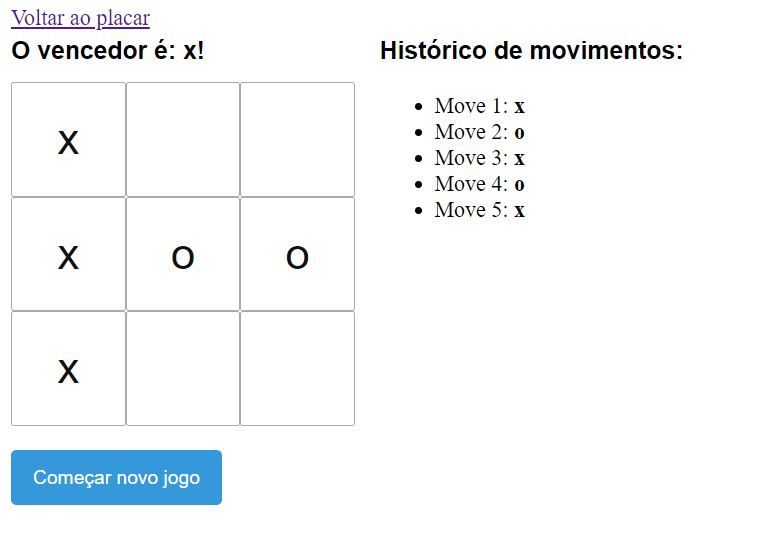 Voltar ao placar
O vencedor é: x!
x
x o o
x
Começar novo jogo
Histórico de movimentos:
Move 1: x
Move 2: o
Move 3: x
Move 4: o
Move 5: x